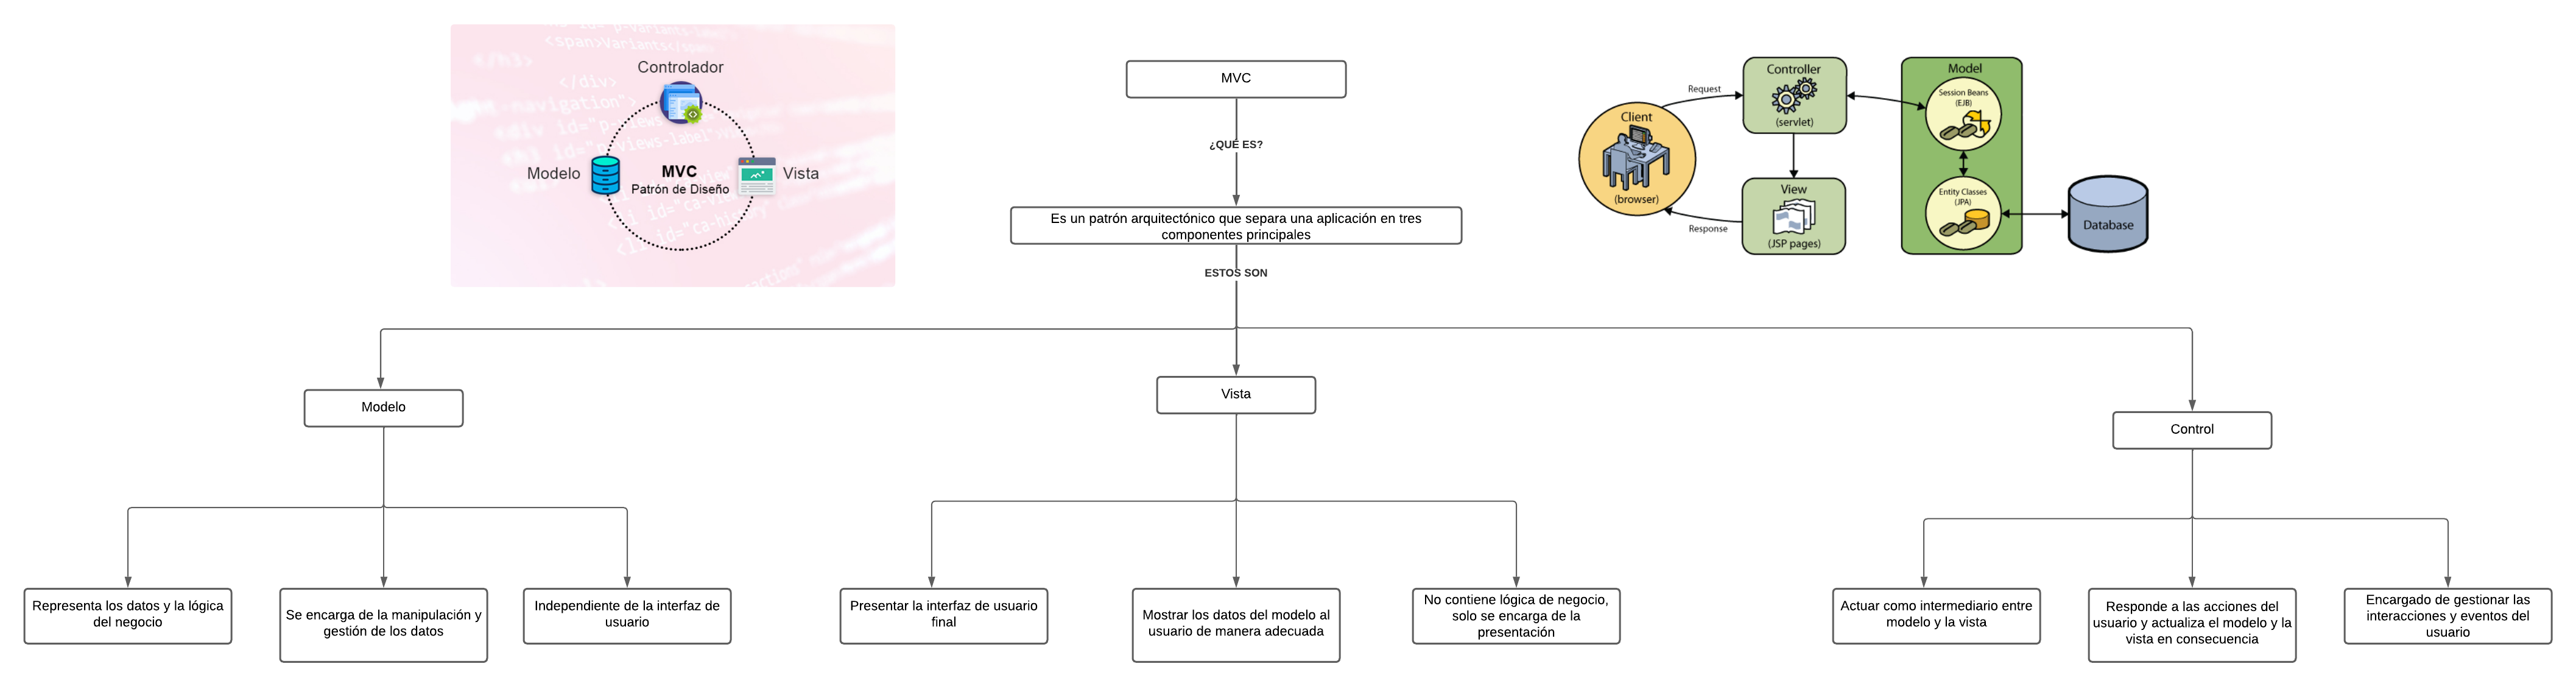 <span>Variants</span>
</h3>
</div>
Controlador
Modelo
MVC
Patrón de Diseño
Vista
MVC
¿QUÉ ES?
Es un patrón arquitectónico que separa una aplicación en tres
componentes principales
ESTOS SON
Client
(browser)
Request
Response
Controller
(servlet)
View
(JSP pages)
Model
Session Beans
(EJB)
Entity Classes
(JPA)
Database
Modelo
Vista
Control
Representa los datos y la lógica
del negocio
Se encarga de la manipulación y
gestión de los datos
Independiente de la interfaz de
usuario
Presentar la interfaz de usuario
final
Mostrar los datos del modelo al
usuario de manera adecuada
No contiene lógica de negocio,
solo se encarga de la
presentación
Actuar como intermediario entre
modelo y la vista
Responde a las acciones del
usuario y actualiza el modelo y la
vista en consecuencia
Encargado de gestionar las
interacciones y eventos del
usuario